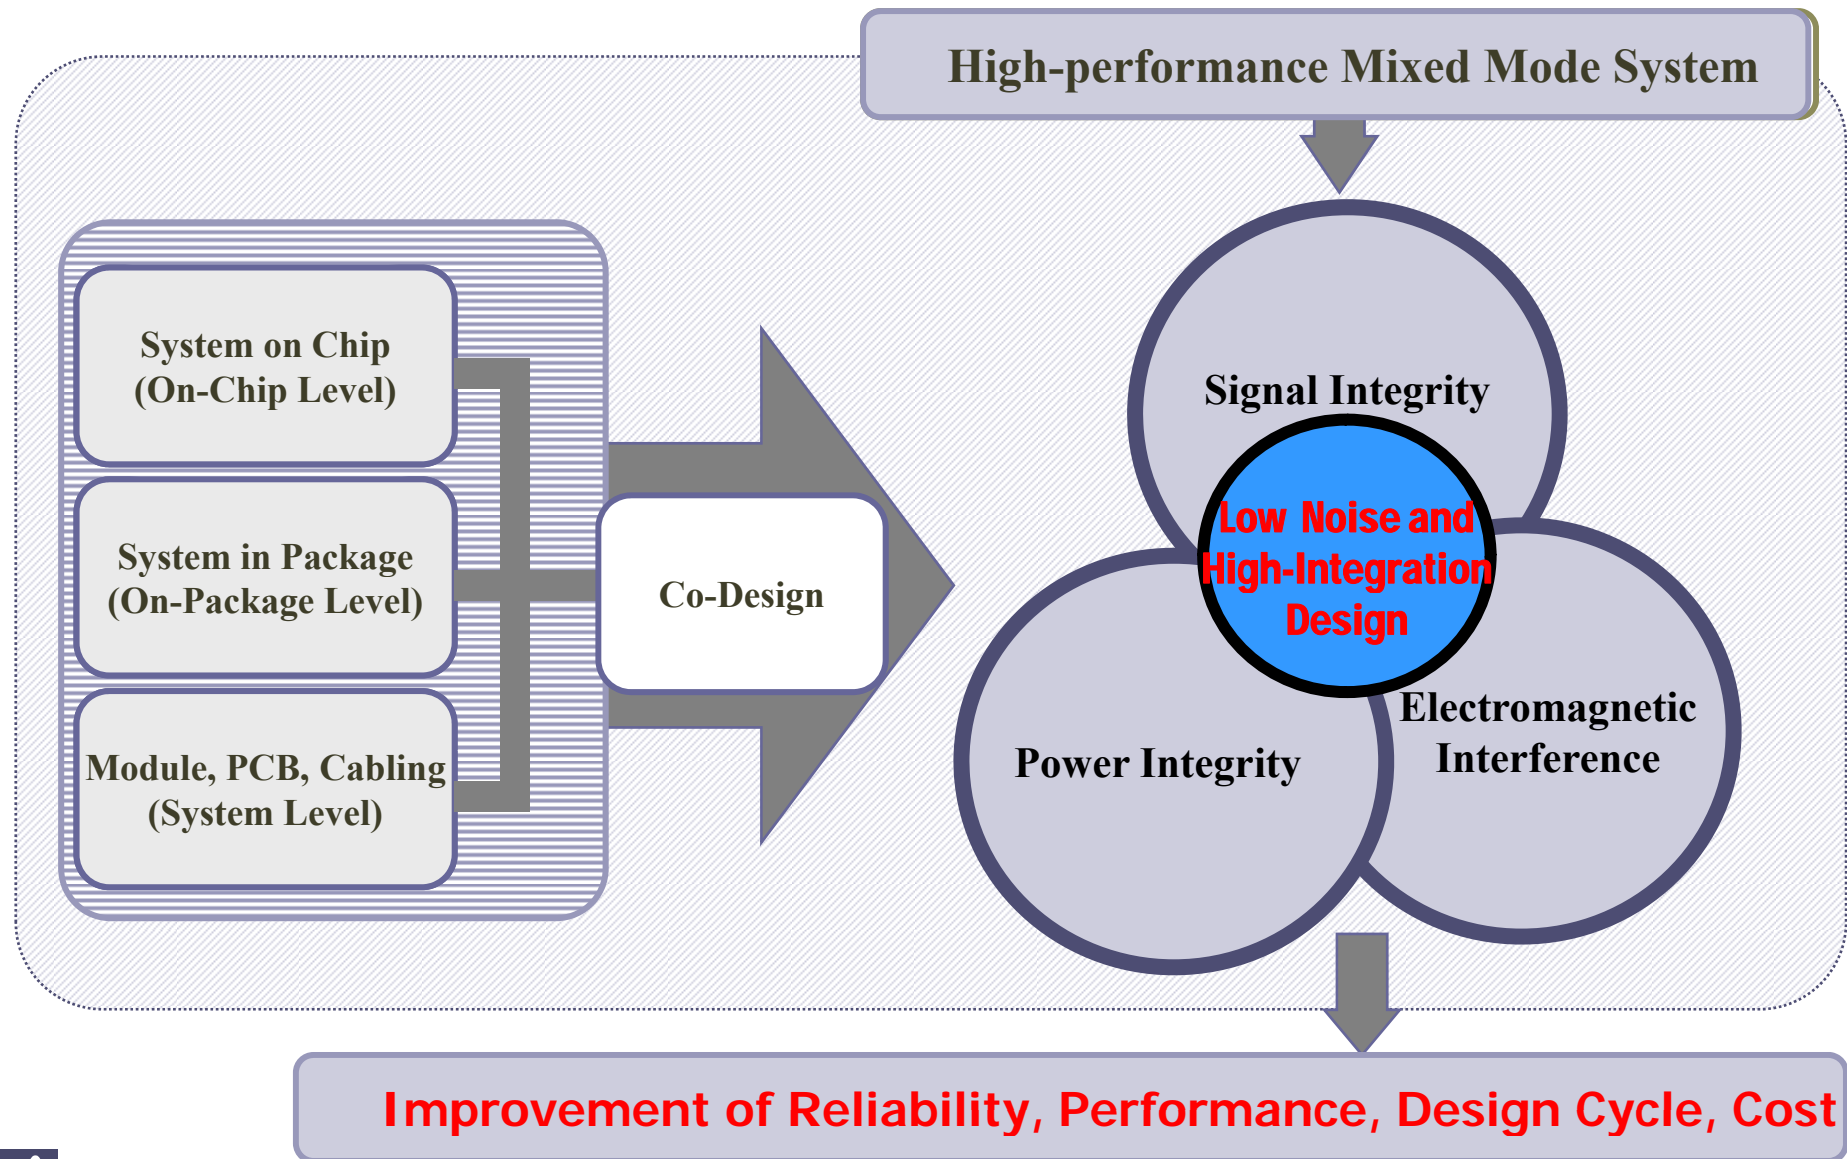 High-performance Mixed Mode System
System on Chip
(On-Chip Level)
System in Package
(On-Package Level)
Module, PCB, Cabling
(System Level)
Co-Design
Signal Integrity
Low Noise and
High-Integration
Design
Power Integrity
Electromagnetic
Interference
Improvement of Reliability, Performance, Design Cycle, Cost